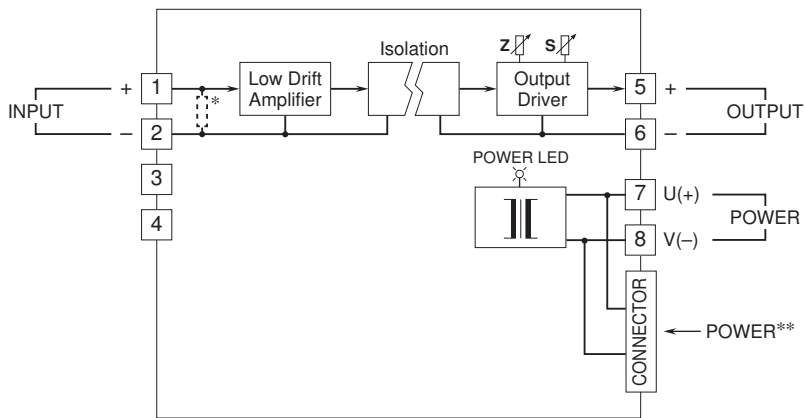 Isolation
Z S
Low Drift
Amplifier
Output
Driver
INPUT
+ 1
*
– 2
3
4
5 +
6 –
OUTPUT
POWER LED
7 U(+)
8 V(–)
POWER
CONNECTOR
POWER**